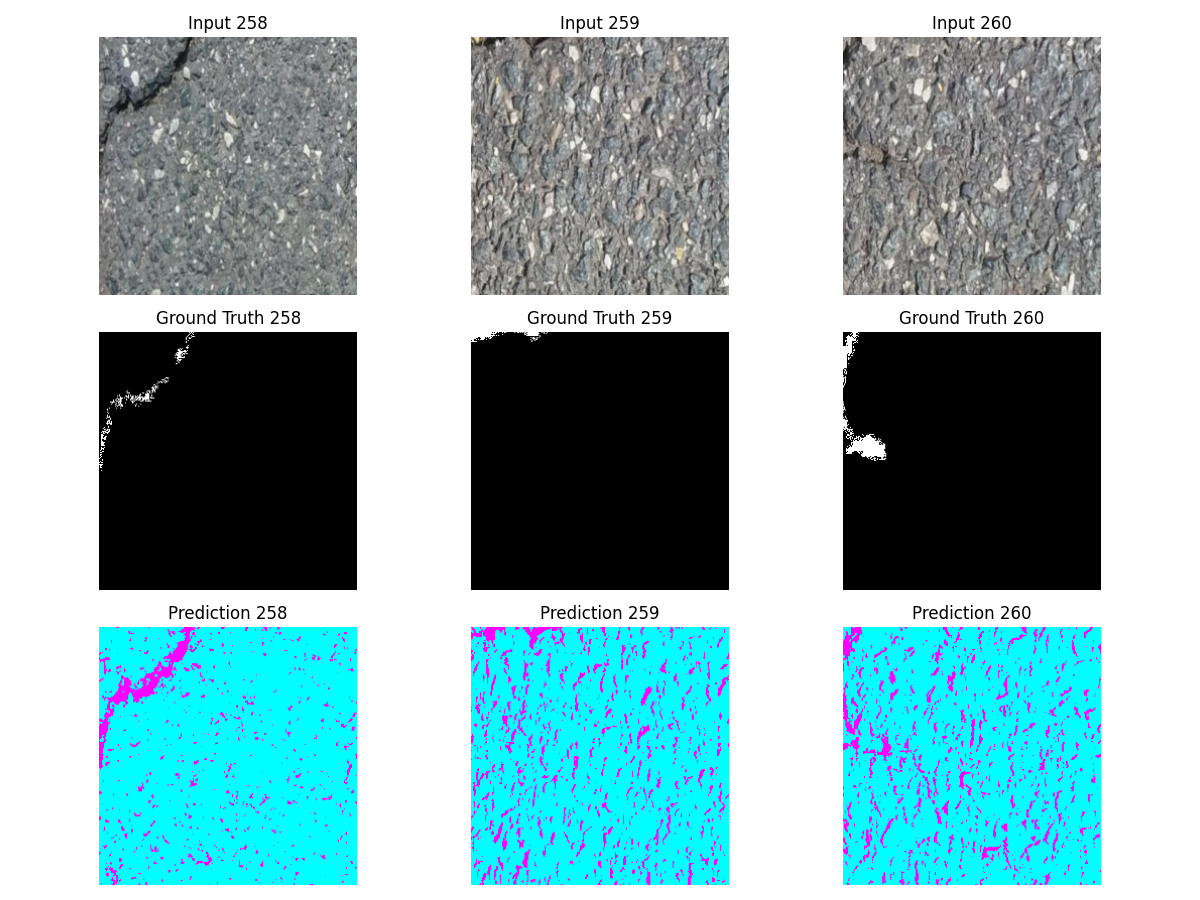 Input 258
Input 259
Input 260
Ground Truth 258
Ground Truth 259
Ground Truth 260
Prediction 258
Prediction 259
Prediction 260